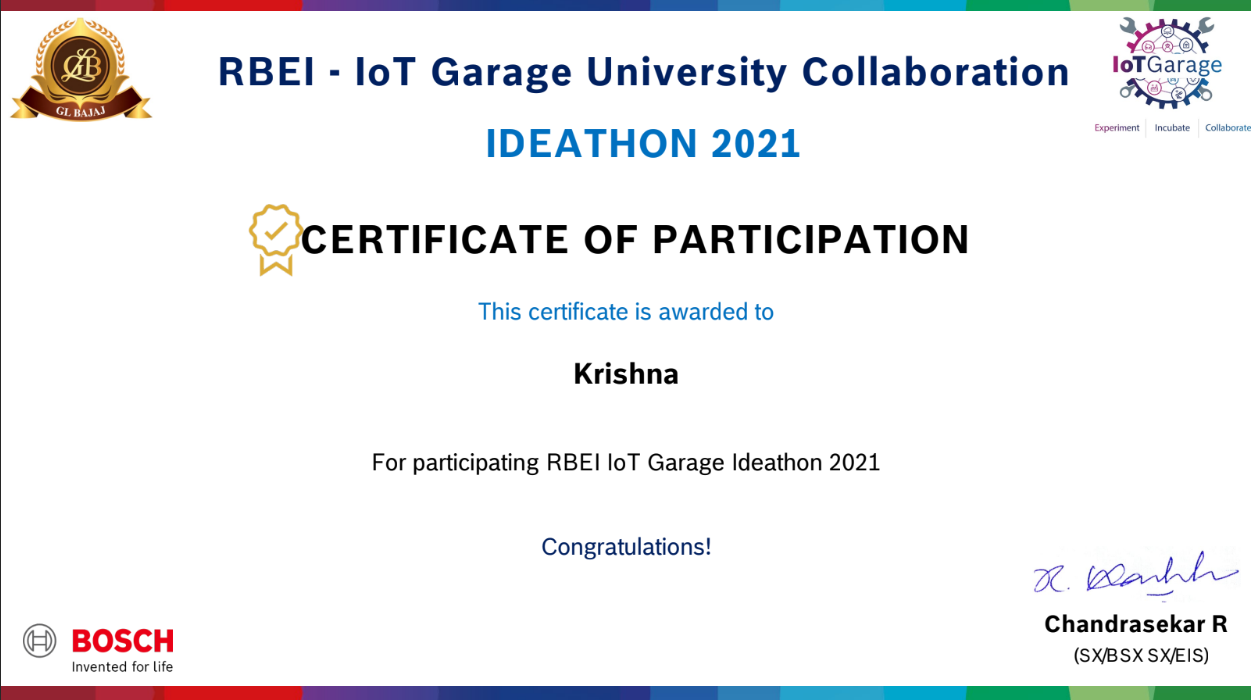 GLB
GL BAJAJ
RBEI - IoT Garage University Collaboration
IoTGarage
Experiment | Incubate | Collaborate
IDEATHON 2021
CERTIFICATE OF PARTICIPATION
This certificate is awarded to
Krishna
For participating RBEI IoT Garage Ideathon 2021
Congratulations!
Chandrasekar R
(SX/BSX SX/EIS)
BOSCH
Invented for life